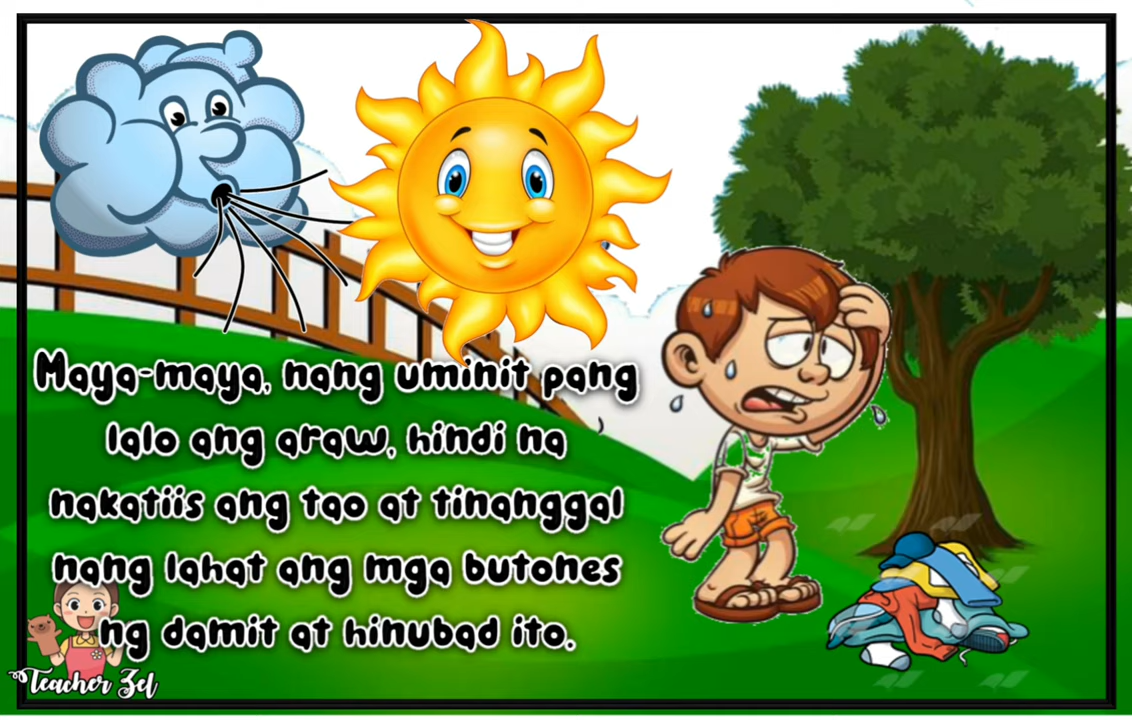 Maya-maya, nang uminit pang
lalo ang araw, hindi na
nakatiis ang tao at tinanggal
nang lahat ang mga butones
ng damit at hinubad ito.
Teacher Zel